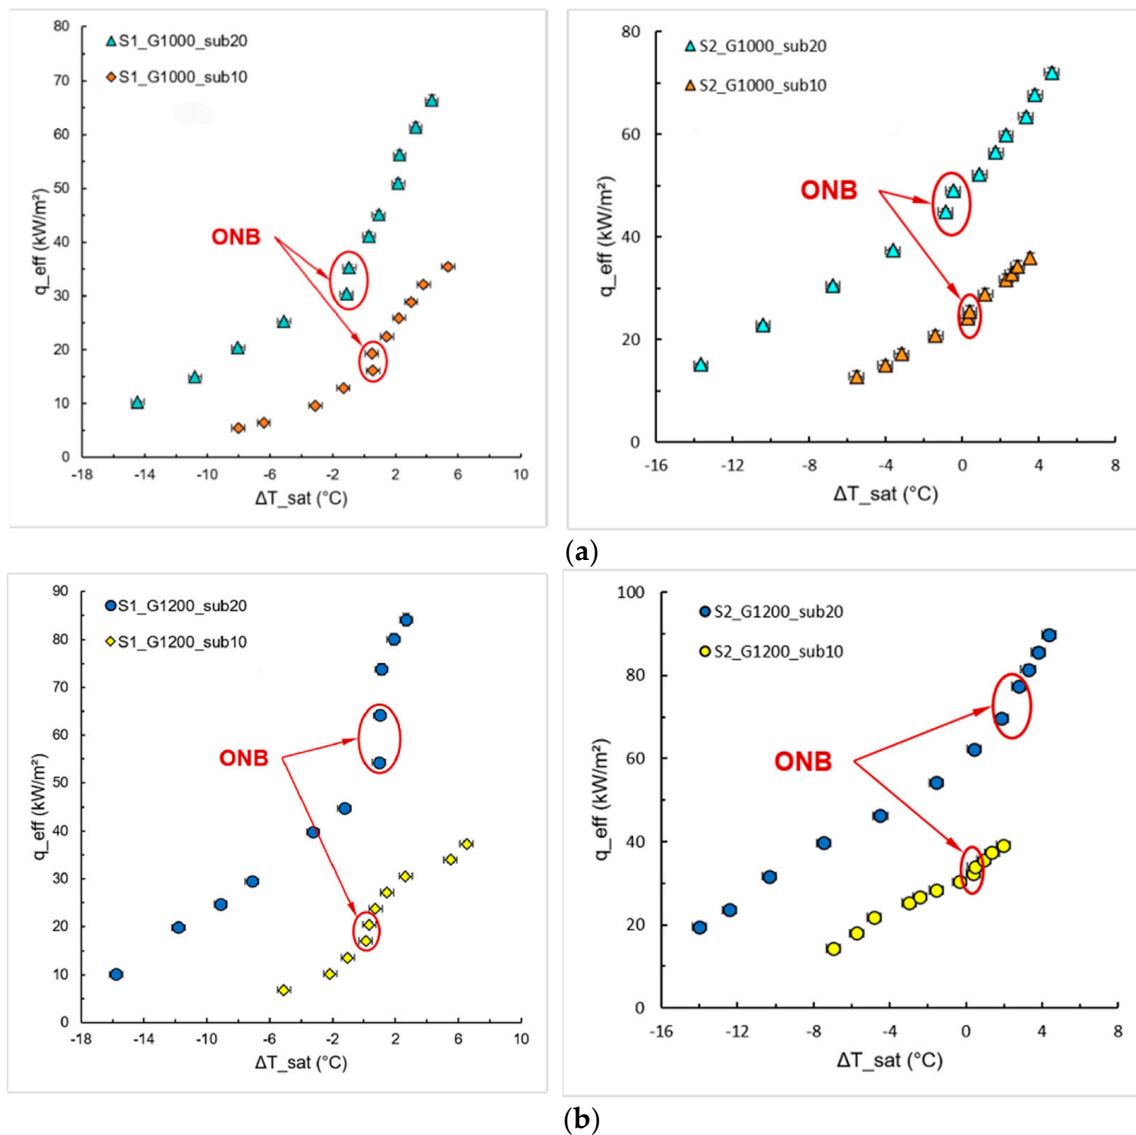 80
70
60
50
40
30
20
10
0
q_eff (kW/m²)
S1_G1000_sub20
S1_G1000_sub10
ONB
-18 -14 -10 -6 -2 2 6 10
ΔT_sat (°C)
80
60
40
20
0
q_eff (kW/m²)
S2_G1000_sub20
S2_G1000_sub10
ONB
-16 -12 -8 -4 0 4 8
ΔT_sat (°C)
(a)
90
80
70
60
50
40
30
20
10
0
q_eff (kW/m²)
S1_G1200_sub20
S1_G1200_sub10
ONB
-18 -14 -10 -6 -2 2 6 10
ΔT_sat (°C)
100
80
60
40
20
0
q_eff (kW/m²)
S2_G1200_sub20
S2_G1200_sub10
ONB
-16 -12 -8 -4 0 4 8
ΔT_sat (°C)
(b)